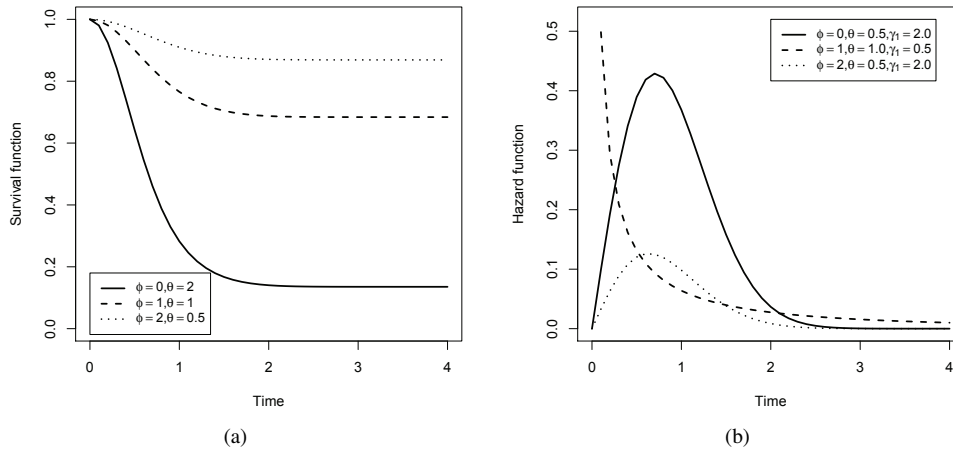 Survival function
0.0 0.2 0.4 0.6 0.8 1.0
ϕ = 0,θ = 2
ϕ = 1,θ = 1
ϕ = 2,θ = 0.5
0 1 2 3 4
Time
(a)
Hazard function
0.0 0.1 0.2 0.3 0.4 0.5
ϕ = 0,θ = 0.5,γ₁ = 2.0
ϕ = 1,θ = 1.0,γ₁ = 0.5
ϕ = 2,θ = 0.5,γ₁ = 2.0
0 1 2 3 4
Time
(b)